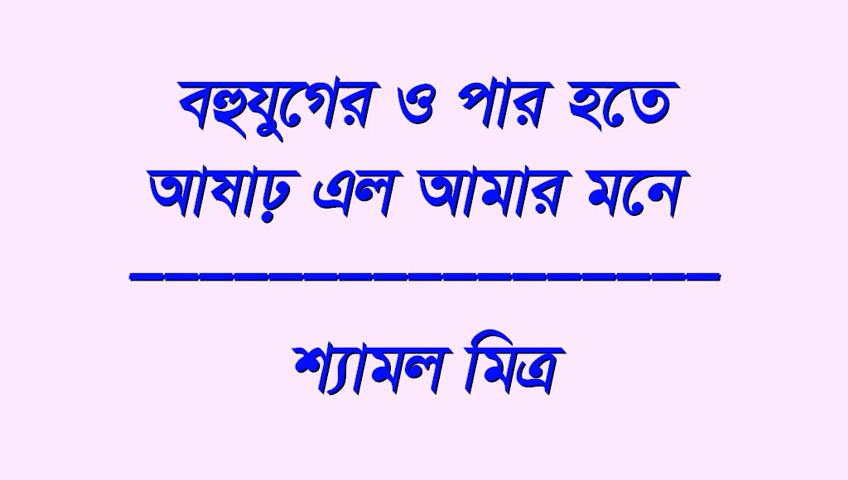 বহুযুগের ও পার হতে
আষাঢ় এল আমার মনে
-----------------
শ্যামল মিত্র